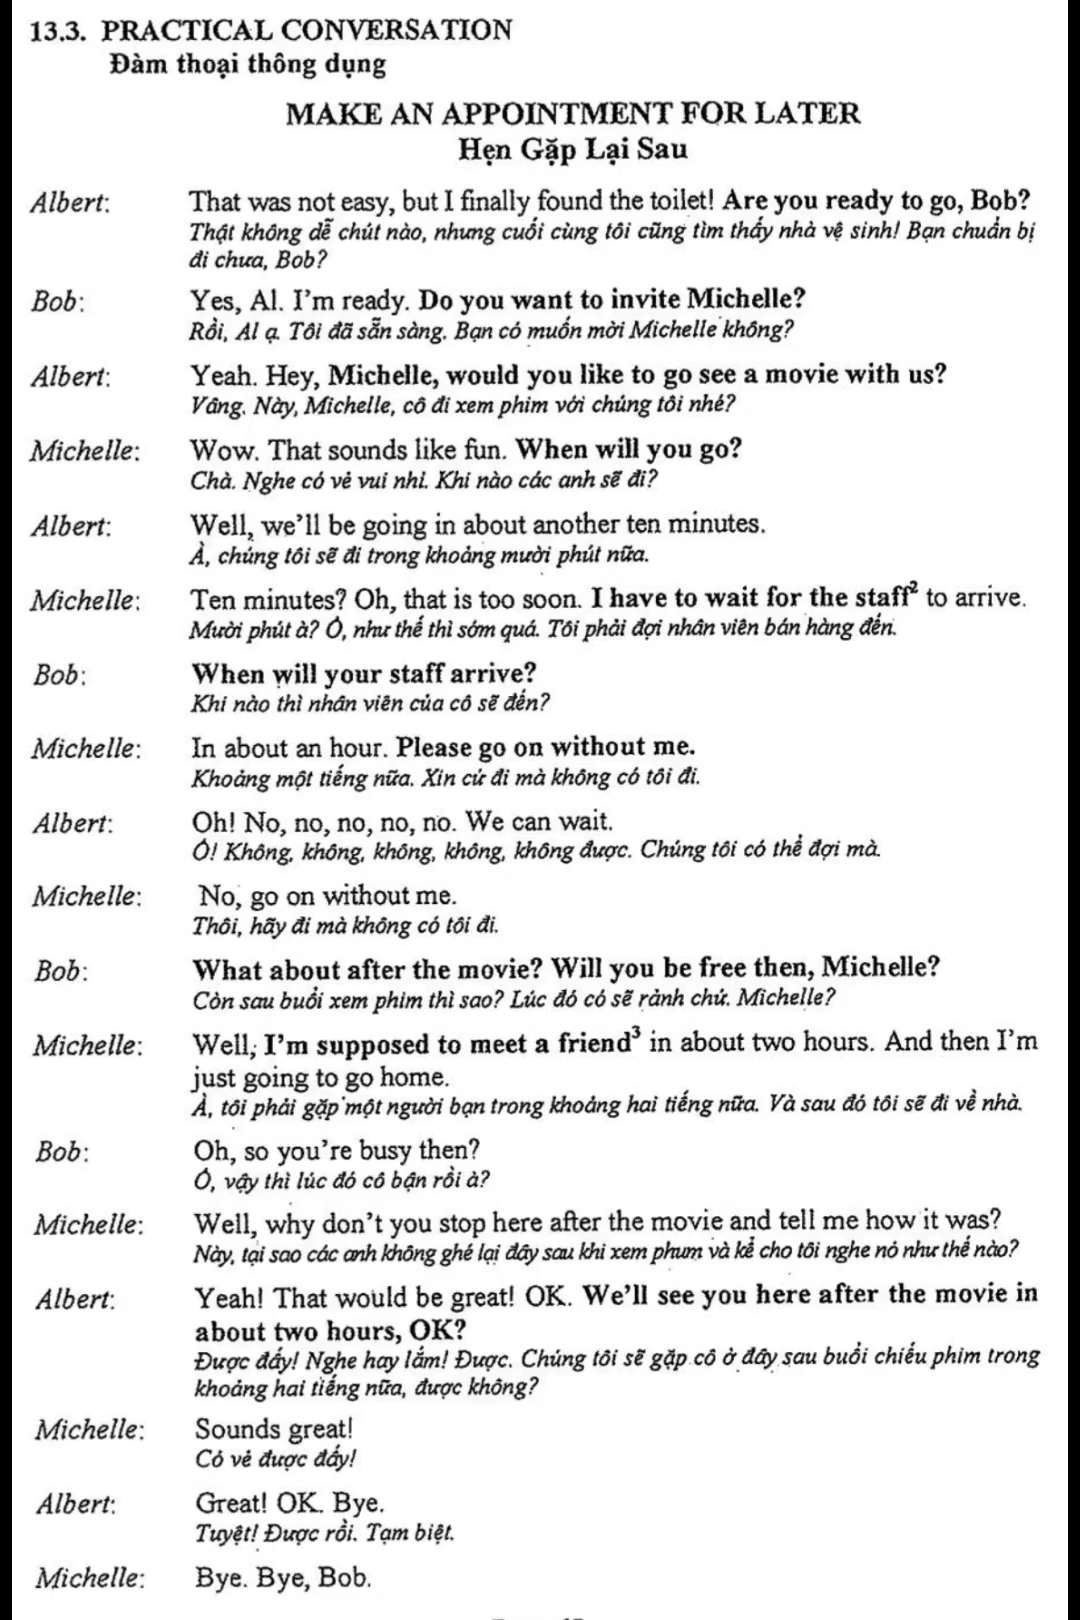 13.3. PRACTICAL CONVERSATION
Đàm thoại thông dụng
MAKE AN APPOINTMENT FOR LATER
Hẹn Gặp Lại Sau
Albert: That was not easy, but I finally found the toilet! Are you ready to go, Bob?
Thật không dễ chút nào, nhưng cuối cùng tôi cũng tìm thấy nhà vệ sinh! Bạn chuẩn bị
đi chưa, Bob?
Bob: Yes, Al. I'm ready. Do you want to invite Michelle?
Rồi, Al ạ. Tôi đã sẵn sàng. Bạn có muốn mời Michelle không?
Albert: Yeah. Hey, Michelle, would you like to go see a movie with us?
Vâng. Này, Michelle, cô đi xem phim với chúng tôi nhé?
Michelle: Wow. That sounds like fun. When will you go?
Chà. Nghe có vẻ vui nhỉ. Khi nào các anh sẽ đi?
Albert: Well, we'll be going in about another ten minutes.
À, chúng tôi sẽ đi trong khoảng mười phút nữa.
Michelle: Ten minutes? Oh, that is too soon. I have to wait for the staff² to arrive.
Mười phút à? Ô, như thế thì sớm quá. Tôi phải đợi nhân viên bán hàng đến.
Bob: When will your staff arrive?
Khi nào thì nhân viên của cô sẽ đến?
Michelle: In about an hour. Please go on without me.
Khoảng một tiếng nữa. Xin cứ đi mà không có tôi đi.
Albert: Oh! No, no, no, no, no. We can wait.
Ô! Không, không, không, không, không được. Chúng tôi có thể đợi mà.
Michelle: No, go on without me.
Thôi, hãy đi mà không có tôi đi.
Bob: What about after the movie? Will you be free then, Michelle?
Còn sau buổi xem phim thì sao? Lúc đó có sẽ rảnh chứ. Michelle?
Michelle: Well, I'm supposed to meet a friend³ in about two hours. And then I'm
just going to go home.
À, tôi phải gặp một người bạn trong khoảng hai tiếng nữa. Và sau đó tôi sẽ đi về nhà.
Bob: Oh, so you're busy then?
Ô, vậy thì lúc đó cô bận rồi à?
Michelle: Well, why don't you stop here after the movie and tell me how it was?
Này, tại sao các anh không ghé lại đây sau khi xem phum và kể cho tôi nghe nó như thế nào?
Albert: Yeah! That would be great! OK. We'll see you here after the movie in
about two hours, OK?
Được đấy! Nghe hay lắm! Được. Chúng tôi sẽ gặp cô ở đây sau buổi chiếu phim trong
khoảng hai tiếng nữa, được không?
Michelle: Sounds great!
Có vẻ được đấy!
Albert: Great! OK. Bye.
Tuyệt! Được rồi. Tạm biệt.
Michelle: Bye. Bye, Bob.